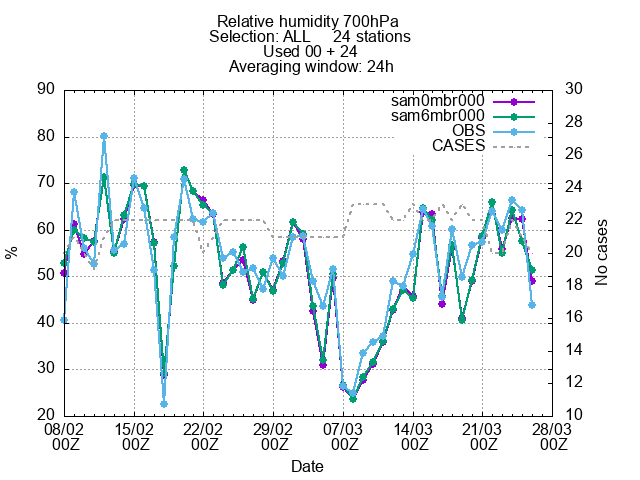 Relative humidity 700hPa
Selection: ALL 24 stations
Used 00 + 24
Averaging window: 24h
sam0mbr000
sam6mbr000
OBS
CASES
90
80
70
60
50
40
30
20
30
28
26
24
22
20
18
16
14
12
10
%
No cases
08/02 15/02 22/02 29/02 07/03 14/03 21/03 28/03
00Z 00Z 00Z 00Z 00Z 00Z 00Z 00Z
Date